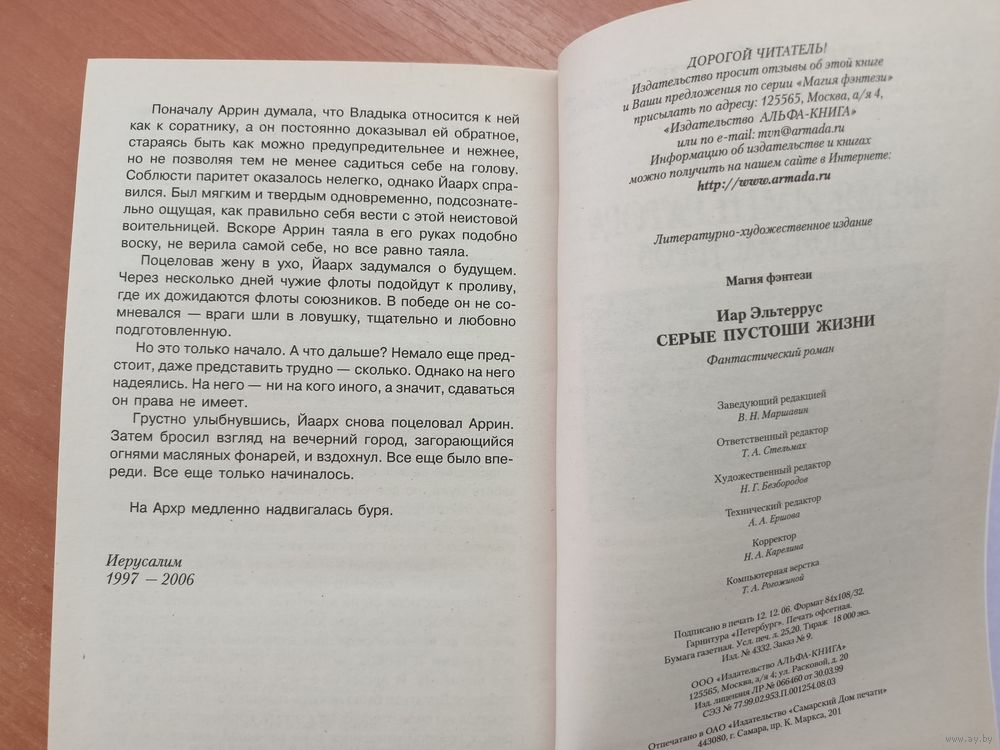 Поначалу Аррин думала, что Владыка относится к ней
как к соратнику, а он постоянно доказывал ей обратное,
стараясь быть как можно предупредительнее и нежнее,
но не позволяя тем не менее садиться себе на голову.
Соблюсти паритет оказалось нелегко, однако Йаарх спра-
вился. Был мягким и твердым одновременно, подсознате-
льно ощущая, как правильно себя вести с этой неистовой
воительницей. Вскоре Аррин таяла в его руках подобно
воску, не верила самой себе, но все равно таяла.
Поцеловав жену в ухо, Йаарх задумался о будущем.
Через несколько дней чужие флоты подойдут к проливу,
где их дожидаются флоты союзников. В победе он не со-
мневался — враги шли в ловушку, тщательно и любовно
подготовленную.
Но это только начало. А что дальше? Немало еще пред-
стоит, даже представить трудно — сколько. Однако на него
надеялись. На него — ни на кого иного, а значит, сдаваться
он права не имеет.
Грустно улыбнувшись, Йаарх снова поцеловал Аррин.
Затем бросил взгляд на вечерний город, загорающийся
огнями масляных фонарей, и вздохнул. Все еще было впе-
реди. Все еще только начиналось.
На Архр медленно надвигалась буря.
Иерусалим
1997 — 2006
ДОРОГОЙ ЧИТАТЕЛЬ!
Издательство просит отзывы об этой книге
и Ваши предложения по серии «Магия фэнтези»
присылать по адресу: 125565, Москва, а/я 4,
«Издательство АЛЬФА-КНИГА»
или по e-mail: mvn@armada.ru
Информацию об издательстве и книгах
можно получить на нашем сайте в Интернете:
http://www.armada.ru
Литературно-художественное издание
Магия фэнтези
Иар Эльтеррус
СЕРЫЕ ПУСТОШИ ЖИЗНИ
Фантастический роман
Заведующий редакцией
В. Н. Маршавин
Ответственный редактор
Т. А. Стельмах
Художественный редактор
Н. Г. Безбородов
Технический редактор
А. А. Ершова
Корректор
Н. А. Карелина
Компьютерная верстка
Т. А. Рогожиной
Подписано в печать 12. 12. 06. Формат 84x108/32.
Гарнитура «Петербург». Печать офсетная.
Бумага газетная. Усл. печ. л. 25,20. Тираж 18 000 экз.
Изд. № 4332. Заказ № 9.
ООО «Издательство АЛЬФА-КНИГА»
125565, Москва, а/я 4; ул. Расковой, д. 20
Изд. лицензия ЛР № 066460 от 30.03.99
СЭЗ № 77.99.02.953.П.001254.08.03
Отпечатано в ОАО «Издательство «Самарский Дом печати»
443080, г. Самара, пр. К. Маркса, 201
www.ay.by